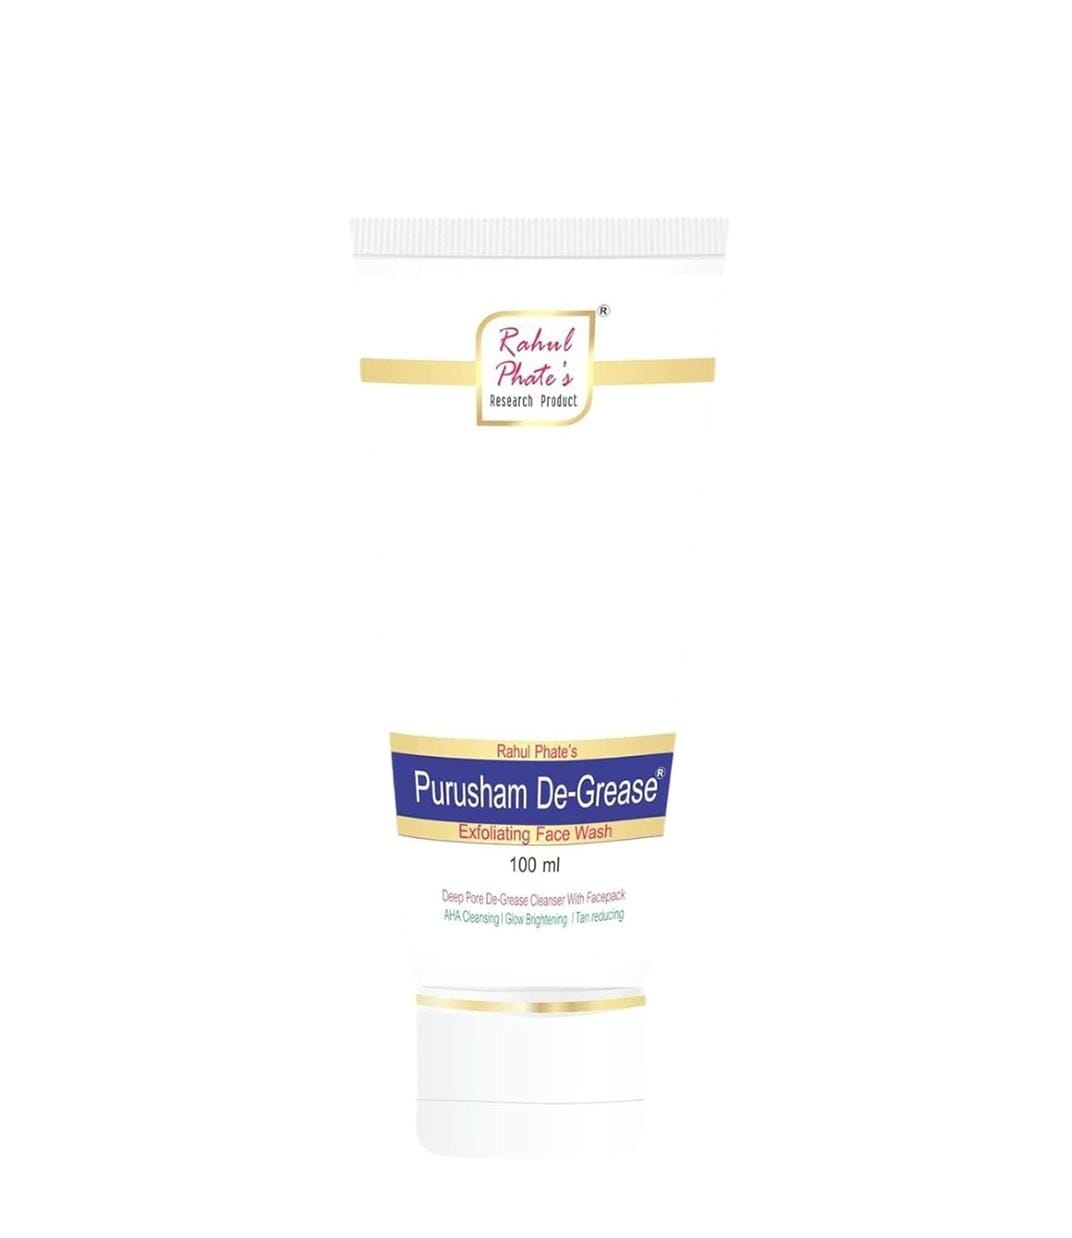 ®
Rahul
Phate's
Research Product
Rahul Phate's
Purusham De-Grease®
Exfoliating Face Wash
100 ml
Deep Pore De-Grease Cleanser With Facepack
AHA Cleansing | Glow Brightening | Tan reducing